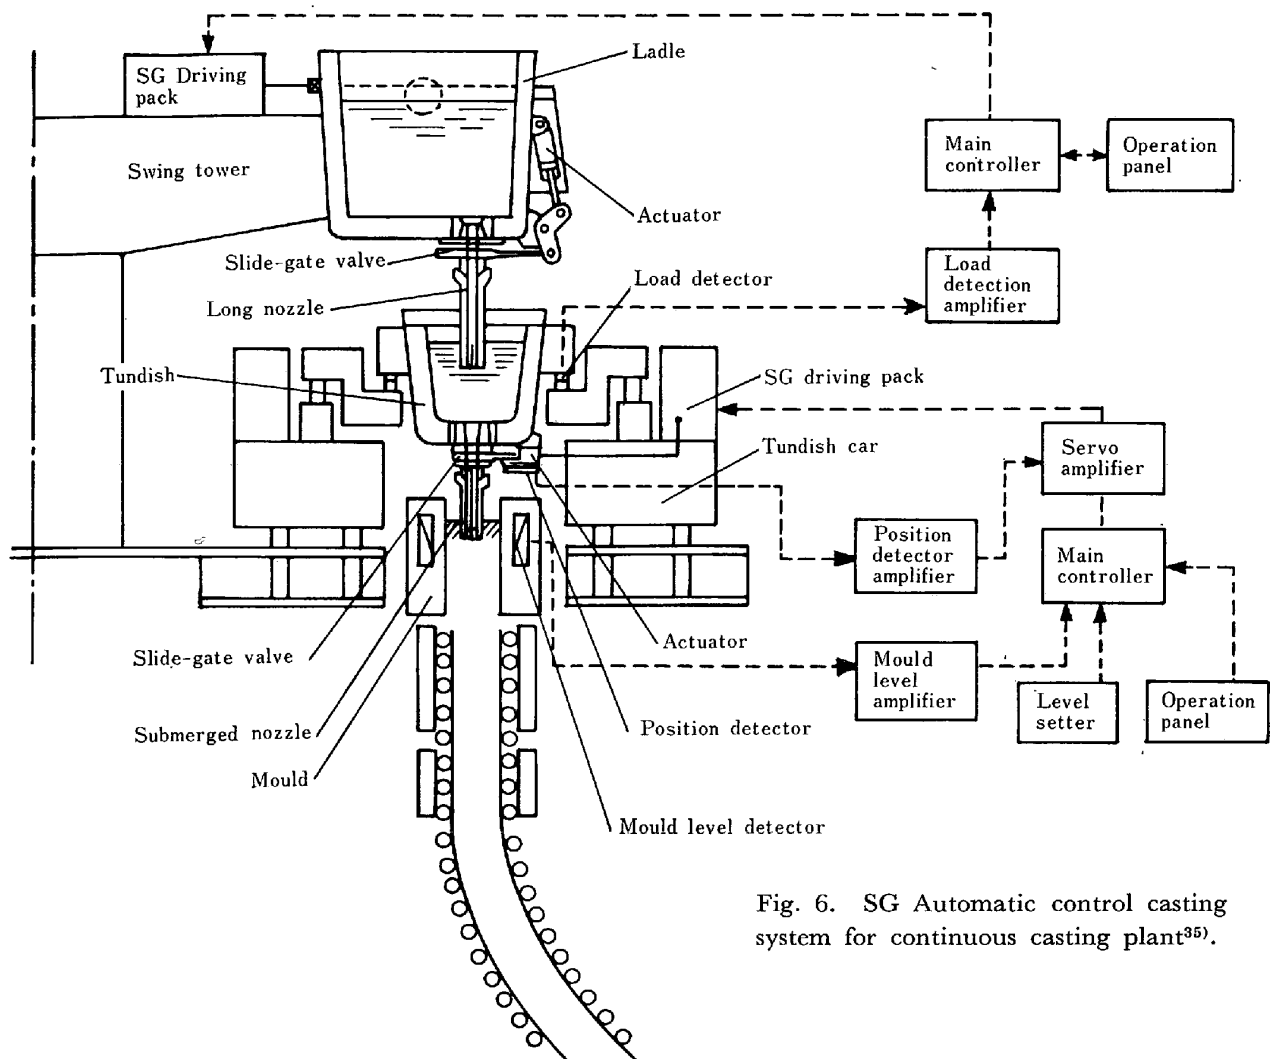 Ladle
SG Driving
pack
Main
controller
Operation
panel
Swing tower
Actuator
Slide-gate valve
Load detector
Load
detection
amplifier
Long nozzle
Tundish
SG driving pack
Servo
amplifier
Tundish car
Position
detector
amplifier
Main
controller
Slide-gate valve
Actuator
Mould
level
amplifier
Level
setter
Operation
panel
Submerged nozzle
Position detector
Mould
Mould level detector
Fig. 6. SG Automatic control casting
system for continuous casting plant³⁵⁾.